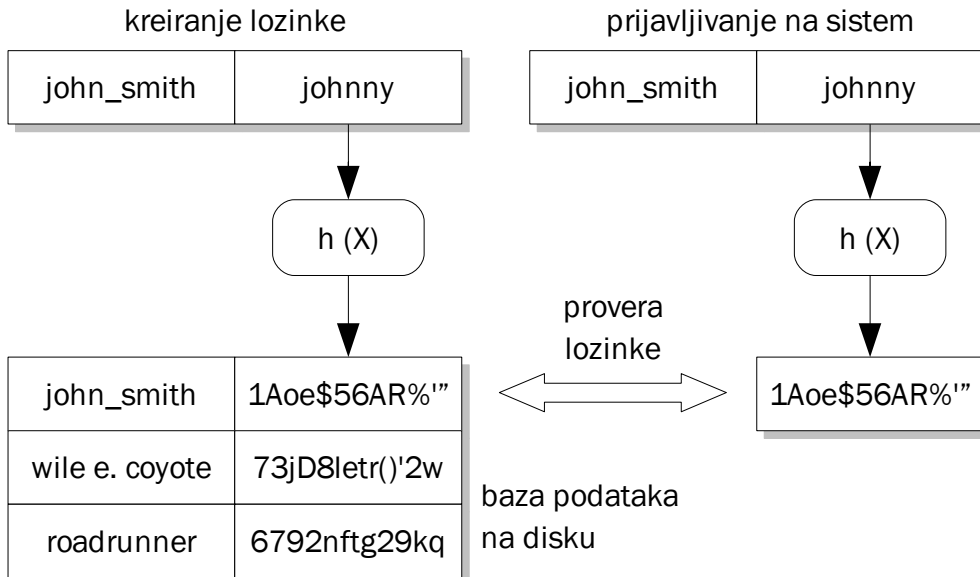 kreiranje lozinke
prijavljivanje na sistem
john_smith johnny
john_smith johnny
h (X)
h (X)
provera
lozinke
john_smith 1Aoe$56AR%'”
1Aoe$56AR%'”
wile e. coyote 73jD8letr()'2w
roadrunner 6792nftg29kq
baza podataka
na disku